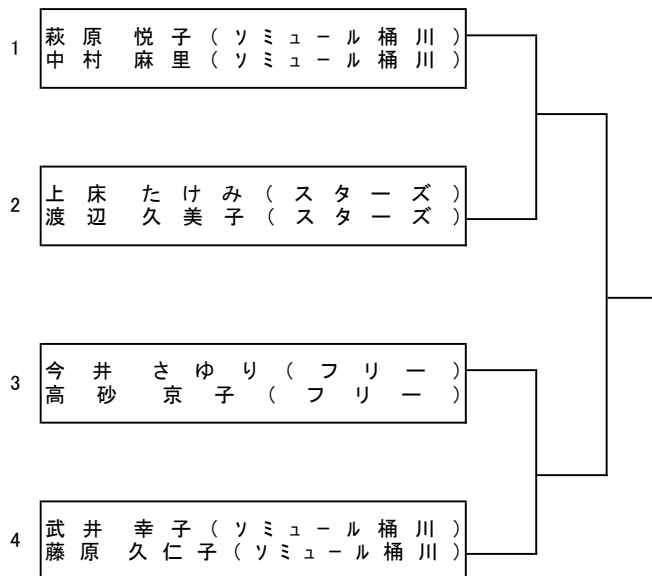 1
萩原 悦子(ソミュール桶川)
中村 麻里(ソミュール桶川)
2
上床 たけみ(スターズ)
渡辺 久美子(スターズ)
3
今井 さゆり(フリー)
高砂 京子(フリー)
4
武井 幸子(ソミュール桶川)
藤原 久仁子(ソミュール桶川)